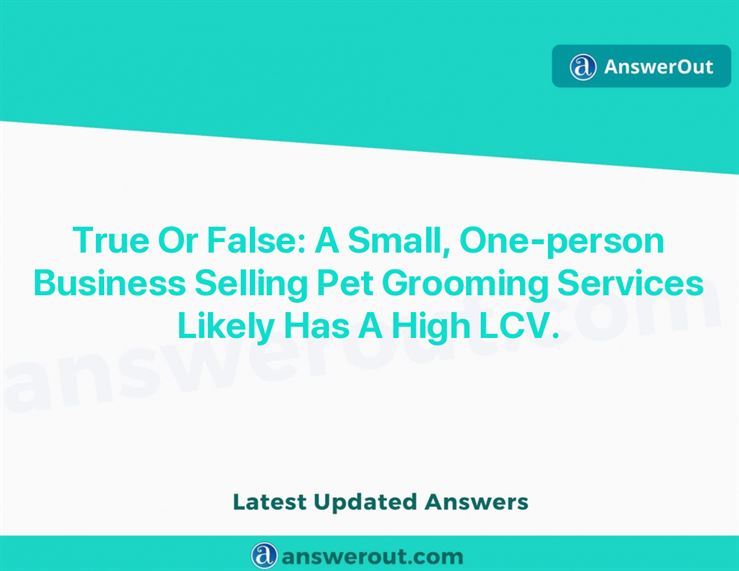 AnswerOut
True Or False: A Small, One-person
Business Selling Pet Grooming Services
Likely Has A High LCV.
answerout.com
Latest Updated Answers
answerout.com